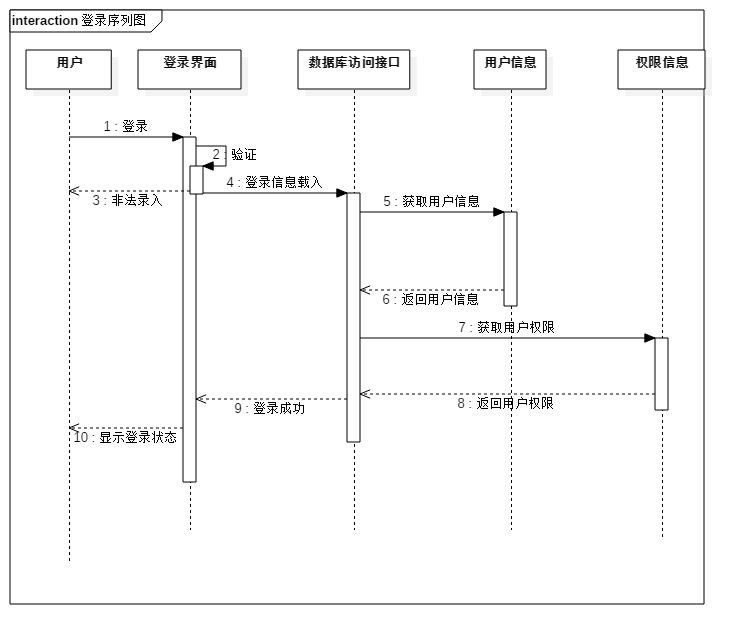 interaction 登录序列图
用户
登录界面
数据库访问接口
用户信息
权限信息
1 : 登录
2 : 验证
3 : 非法录入
4 : 登录信息载入
5 : 获取用户信息
6 : 返回用户信息
7 : 获取用户权限
8 : 返回用户权限
9 : 登录成功
10 : 显示登录状态